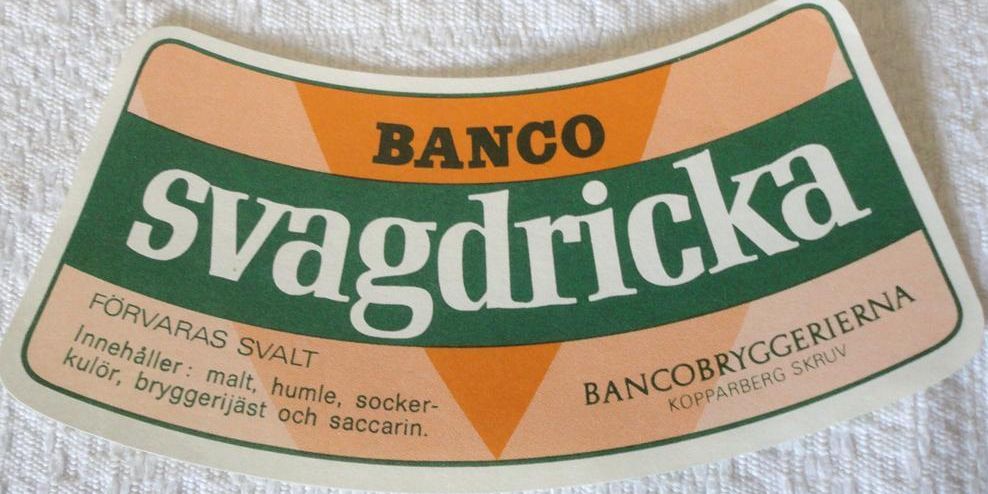 BANCO
svagdricka
FÖRVARAS SVALT
Innehåller: malt, humle, socker-
kulör, bryggerijäst och saccarin.
BANCOBRYGGERIERNA
KOPPARBERG SKRUV